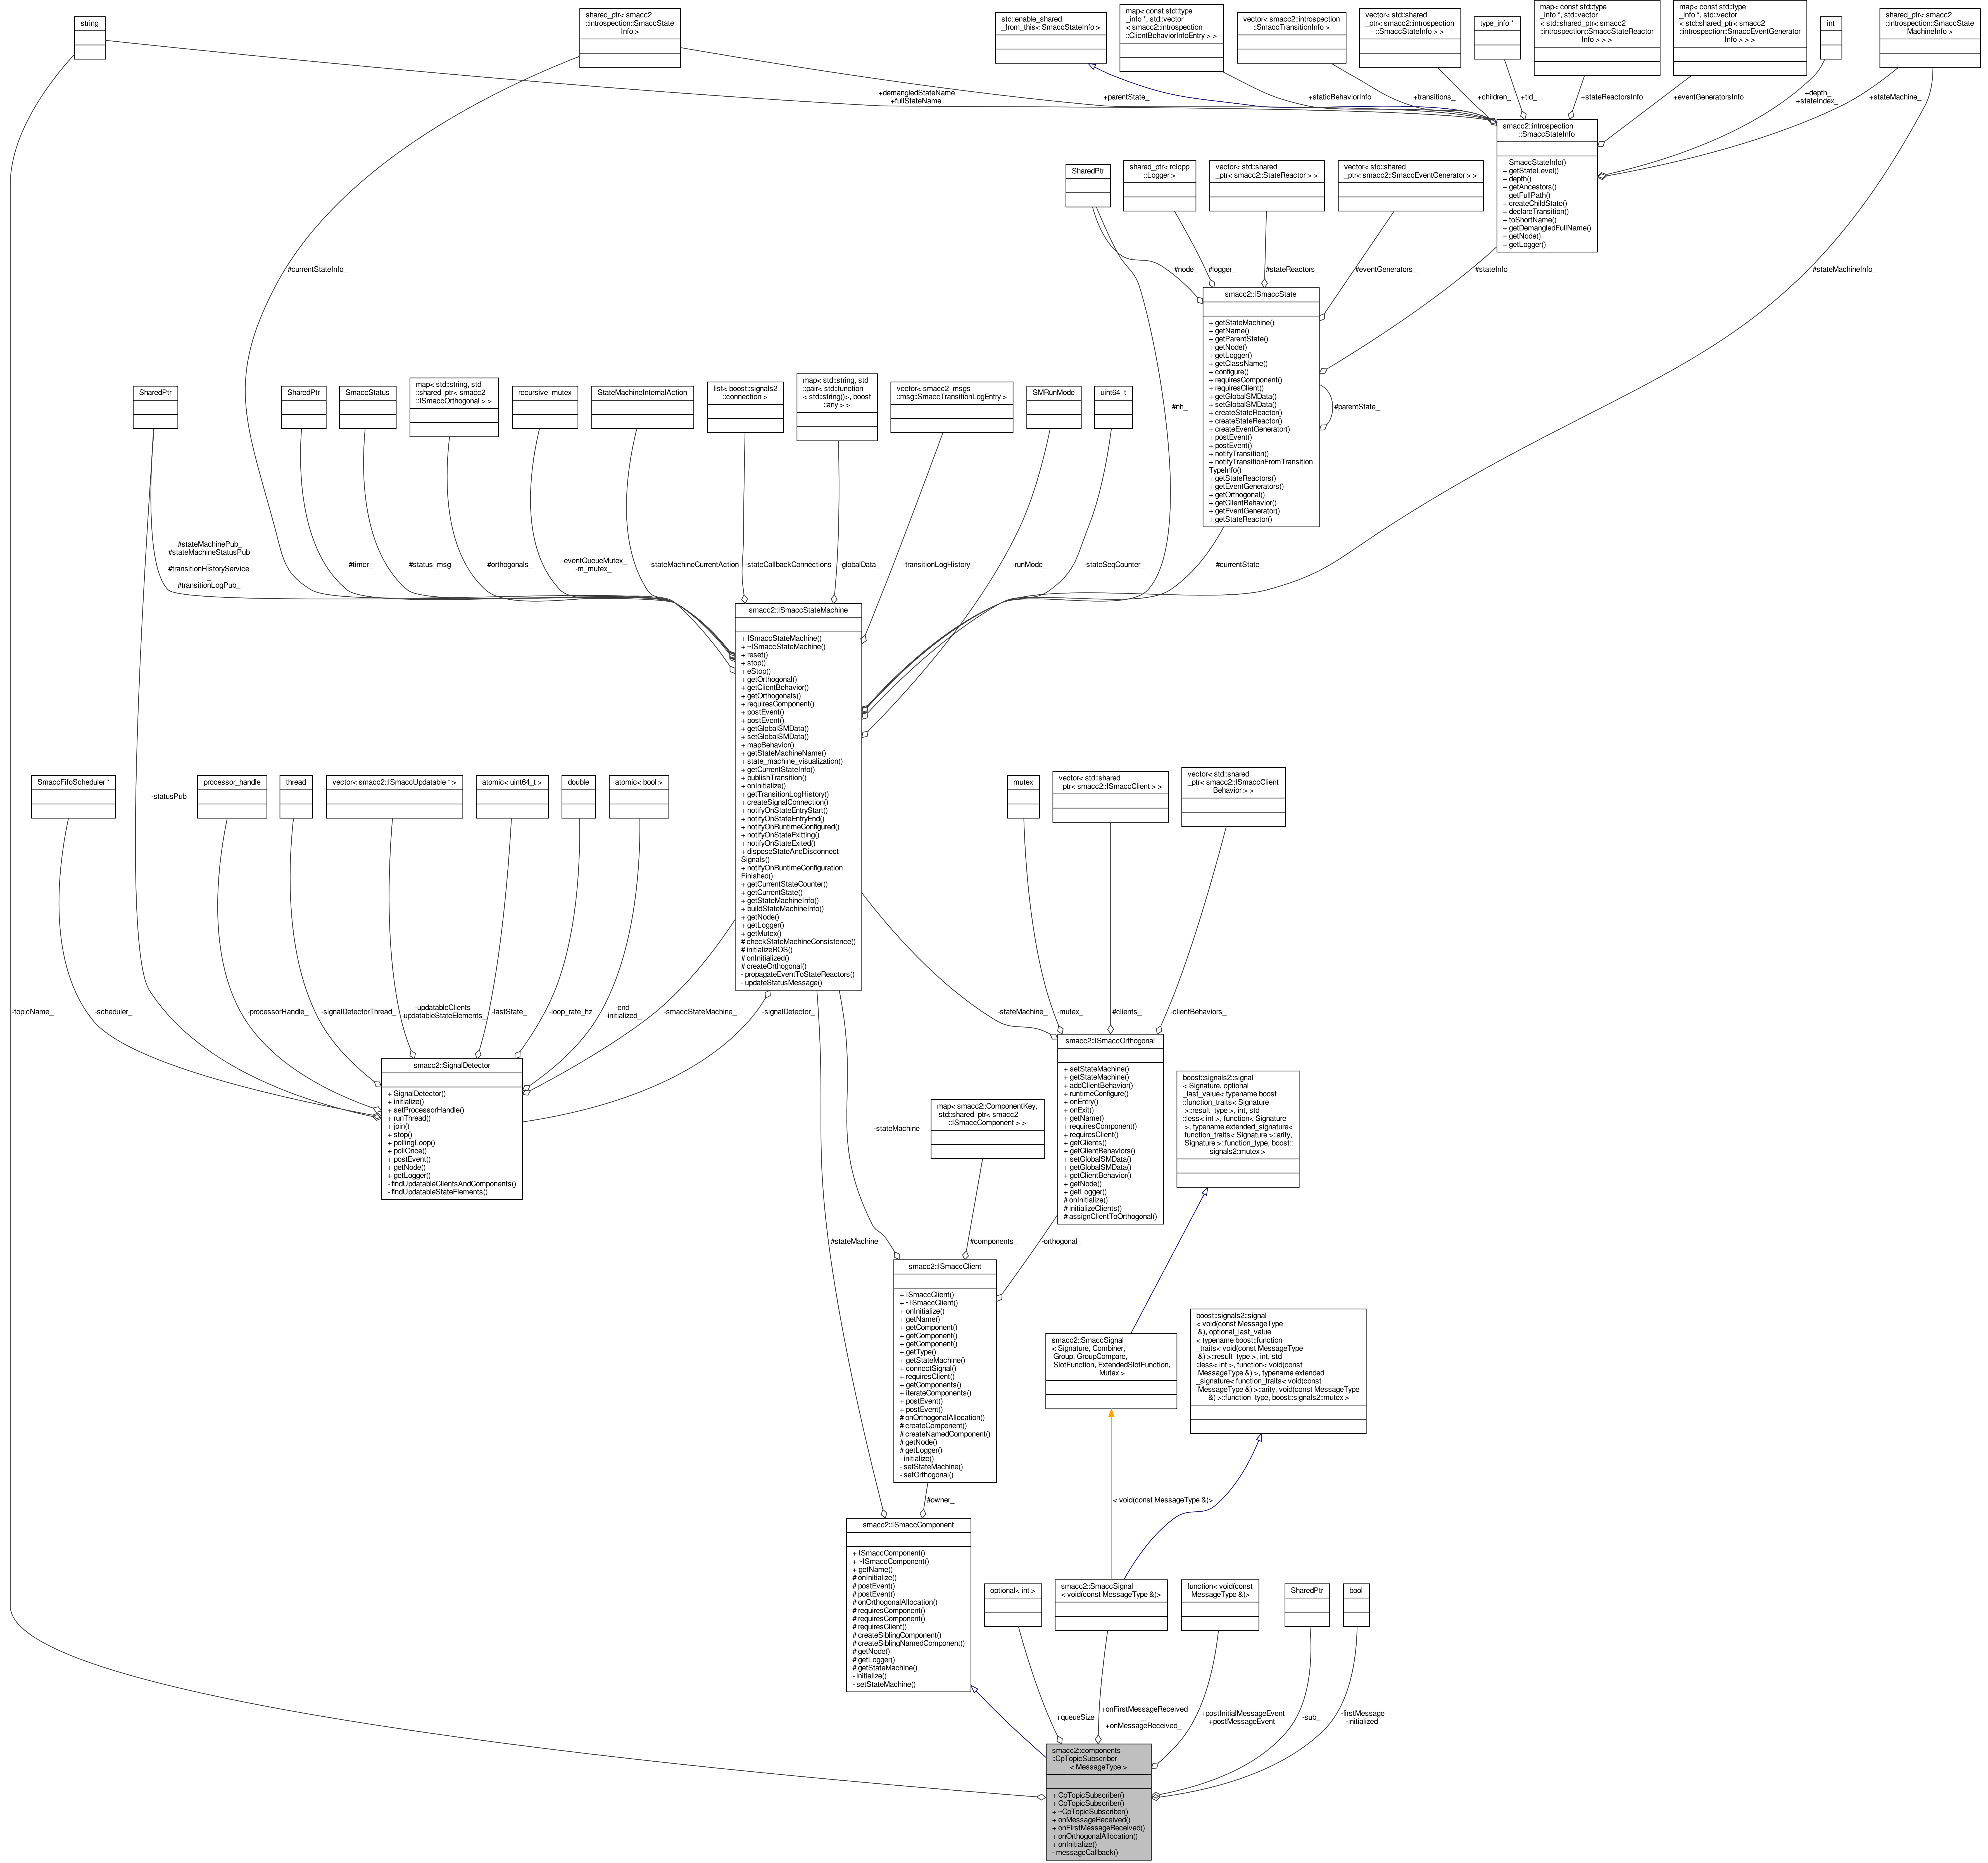 string
shared_ptr< smacc2
::introspection::SmaccState
Info >
std::enable_shared
_from_this< SmaccStateInfo >
map< const std::type
_info *, std::vector
< smacc2::introspection
::ClientBehaviorInfoEntry > >
vector< smacc2::introspection
::SmaccTransitionInfo >
vector< std::shared
_ptr< smacc2::introspection
::SmaccStateInfo > >
type_info *
map< const std::type
_info *, std::vector
< std::shared_ptr< smacc2
::introspection::SmaccStateReactor
Info > > >
map< const std::type
_info *, std::vector
< std::shared_ptr< smacc2
::introspection::SmaccEventGenerator
Info > > >
int
shared_ptr< smacc2
::introspection::SmaccState
MachineInfo >
+demangledStateName
+fullStateName
+parentState_
+staticBehaviorInfo
+transitions_
+children_
+tid_
+stateReactorsInfo
+eventGeneratorsInfo
+depth_
+stateIndex_
+stateMachine_
smacc2::introspection
::SmaccStateInfo
+ SmaccStateInfo()
+ getStateLevel()
+ depth()
+ getAncestors()
+ getFullPath()
+ createChildState()
+ declareTransition()
+ toShortName()
+ getDemangledFullName()
+ getNode()
+ getLogger()
SharedPtr
shared_ptr< rclcpp
::Logger >
vector< std::shared
_ptr< smacc2::StateReactor > >
vector< std::shared
_ptr< smacc2::SmaccEventGenerator > >
#currentStateInfo_
#node_
#logger_
#stateReactors_
#eventGenerators_
#stateInfo_
#stateMachineInfo_
smacc2::ISmaccState
+ getStateMachine()
+ getName()
+ getParentState()
+ getNode()
+ getLogger()
+ getClassName()
+ configure()
+ requiresComponent()
+ requiresClient()
+ getGlobalSMData()
+ setGlobalSMData()
+ createStateReactor()
+ createStateReactor()
+ createEventGenerator()
+ postEvent()
+ postEvent()
+ notifyTransition()
+ notifyTransitionFromTransition
TypeInfo()
+ getStateReactors()
+ getEventGenerators()
+ getOrthogonal()
+ getClientBehavior()
+ getEventGenerator()
+ getStateReactor()
#parentState_
SharedPtr
SharedPtr
SmaccStatus
map< std::string, std
::shared_ptr< smacc2
::ISmaccOrthogonal > >
recursive_mutex
StateMachineInternalAction
list< boost::signals2
::connection >
map< std::string, std
::pair< std::function
< std::string()>, boost
::any > >
vector< smacc2_msgs
::msg::SmaccTransitionLogEntry >
SMRunMode
uint64_t
#nh_
#stateMachinePub_
#stateMachineStatusPub
_
#transitionHistoryService
_
#transitionLogPub_
#timer_
#status_msg_
#orthogonals_
-eventQueueMutex_
-m_mutex_
-stateMachineCurrentAction
-stateCallbackConnections
-globalData_
-transitionLogHistory_
-runMode_
-stateSeqCounter_
#currentState_
smacc2::ISmaccStateMachine
+ ISmaccStateMachine()
+ ~ISmaccStateMachine()
+ reset()
+ stop()
+ eStop()
+ getOrthogonal()
+ getClientBehavior()
+ getOrthogonals()
+ requiresComponent()
+ postEvent()
+ postEvent()
+ getGlobalSMData()
+ setGlobalSMData()
+ mapBehavior()
+ getStateMachineName()
+ state_machine_visualization()
+ getCurrentStateInfo()
+ publishTransition()
+ onInitialize()
+ getTransitionLogHistory()
+ createSignalConnection()
+ notifyOnStateEntryStart()
+ notifyOnStateEntryEnd()
+ notifyOnRuntimeConfigured()
+ notifyOnStateExitting()
+ notifyOnStateExited()
+ disposeStateAndDisconnect
Signals()
+ notifyOnRuntimeConfiguration
Finished()
+ getCurrentStateCounter()
+ getCurrentState()
+ getStateMachineInfo()
+ buildStateMachineInfo()
+ getNode()
+ getLogger()
+ getMutex()
# checkStateMachineConsistence()
# initializeROS()
# onInitialized()
# createOrthogonal()
- propagateEventToStateReactors()
- updateStatusMessage()
SmaccFifoScheduler *
-statusPub_
processor_handle
thread
vector< smacc2::ISmaccUpdatable * >
atomic< uint64_t >
double
atomic< bool >
mutex
vector< std::shared
_ptr< smacc2::ISmaccClient > >
vector< std::shared
_ptr< smacc2::ISmaccClient
Behavior > >
-topicName_
-scheduler_
-processorHandle_
-signalDetectorThread_
-updatableClients_
-updatableStateElements_
-lastState_
-loop_rate_hz
-end_
-initialized_
-smaccStateMachine_
-signalDetector_
-stateMachine_
-mutex_
#clients_
-clientBehaviors_
smacc2::SignalDetector
+ SignalDetector()
+ initialize()
+ setProcessorHandle()
+ runThread()
+ join()
+ stop()
+ pollingLoop()
+ pollOnce()
+ postEvent()
+ getNode()
+ getLogger()
- findUpdatableClientsAndComponents()
- findUpdatableStateElements()
smacc2::ISmaccOrthogonal
+ setStateMachine()
+ getStateMachine()
+ addClientBehavior()
+ runtimeConfigure()
+ onEntry()
+ onExit()
+ getName()
+ requiresComponent()
+ requiresClient()
+ getClients()
+ getClientBehaviors()
+ setGlobalSMData()
+ getGlobalSMData()
+ getClientBehavior()
+ getNode()
+ getLogger()
# onInitialize()
# initializeClients()
# assignClientToOrthogonal()
boost::signals2::signal
< Signature, optional
_last_value< typename boost
::function_traits< Signature
>::result_type >, int, std
::less< int >, function< Signature
>, typename extended_signature<
function_traits< Signature >::arity,
Signature >::function_type, boost::
signals2::mutex >
-stateMachine_
map< smacc2::ComponentKey,
std::shared_ptr< smacc2
::ISmaccComponent > >
#stateMachine_
#components_
-orthogonal_
smacc2::ISmaccClient
+ ISmaccClient()
+ ~ISmaccClient()
+ onInitialize()
+ getName()
+ getComponent()
+ getComponent()
+ getComponent()
+ getType()
+ getStateMachine()
+ connectSignal()
+ requiresClient()
+ getComponents()
+ iterateComponents()
+ postEvent()
+ postEvent()
# onOrthogonalAllocation()
# createComponent()
# createNamedComponent()
# getNode()
# getLogger()
- initialize()
- setStateMachine()
- setOrthogonal()
smacc2::SmaccSignal
< Signature, Combiner,
Group, GroupCompare,
SlotFunction, ExtendedSlotFunction,
Mutex >
boost::signals2::signal
< void(const MessageType
&), optional_last_value
< typename boost::function
_traits< void(const MessageType
&) >::result_type >, int, std
::less< int >, function< void(const
MessageType &) >, typename extended
_signature< function_traits< void(const
MessageType &) >::arity, void(const MessageType
&) >::function_type, boost::signals2::mutex >
#owner_
< void(const MessageType &)>
smacc2::ISmaccComponent
+ ISmaccComponent()
+ ~ISmaccComponent()
+ getName()
# onInitialize()
# postEvent()
# postEvent()
# onOrthogonalAllocation()
# requiresComponent()
# requiresComponent()
# requiresClient()
# createSiblingComponent()
# createSiblingNamedComponent()
# getNode()
# getLogger()
# getStateMachine()
- initialize()
- setStateMachine()
optional< int >
smacc2::SmaccSignal
< void(const MessageType &)>
function< void(const
MessageType &)>
SharedPtr
bool
+queueSize
+onFirstMessageReceived
_
+onMessageReceived_
+postInitialMessageEvent
+postMessageEvent
-sub_
-firstMessage_
-initialized_
smacc2::components
::CpTopicSubscriber
< MessageType >
+ CpTopicSubscriber()
+ CpTopicSubscriber()
+ ~CpTopicSubscriber()
+ onMessageReceived()
+ onFirstMessageReceived()
+ onOrthogonalAllocation()
+ onInitialize()
- messageCallback()